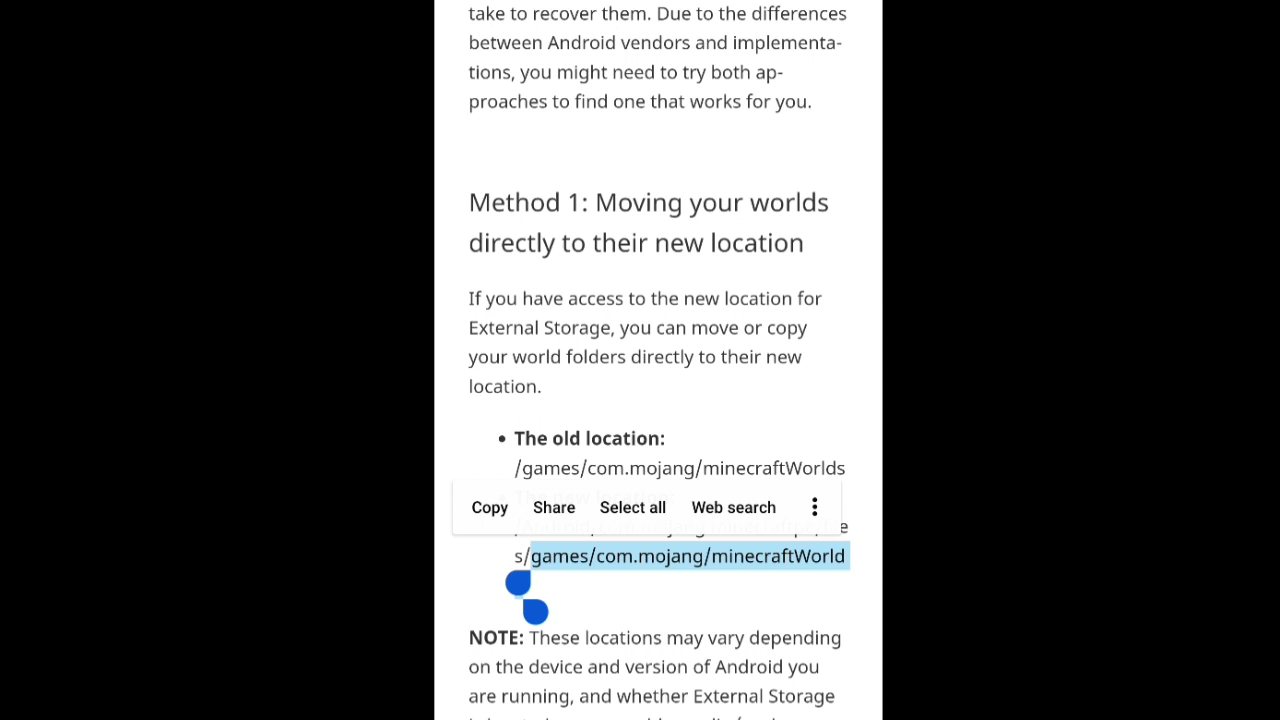 take to recover them. Due to the differences
between Android vendors and implementa-
tions, you might need to try both ap-
proaches to find one that works for you.
Method 1: Moving your worlds
directly to their new location
If you have access to the new location for
External Storage, you can move or copy
your world folders directly to their new
location.
• The old location:
/games/com.mojang/minecraftWorlds
Copy Share Select all Web search
s/games/com.mojang/minecraftWorld
NOTE: These locations may vary depending
on the device and version of Android you
are running, and whether External Storage